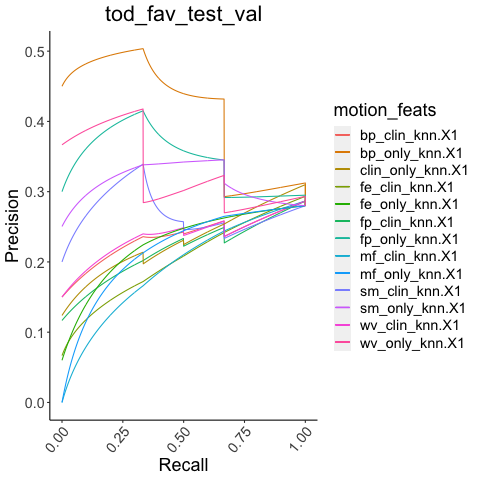 tod_fav_test_val
Precision
0.5
0.4
0.3
0.2
0.1
0.0
0.00
0.25
0.50
0.75
1.00
Recall
motion_feats
bp_clin_knn.X1
bp_only_knn.X1
clin_only_knn.X1
fe_clin_knn.X1
fe_only_knn.X1
fp_clin_knn.X1
fp_only_knn.X1
mf_clin_knn.X1
mf_only_knn.X1
sm_clin_knn.X1
sm_only_knn.X1
wv_clin_knn.X1
wv_only_knn.X1